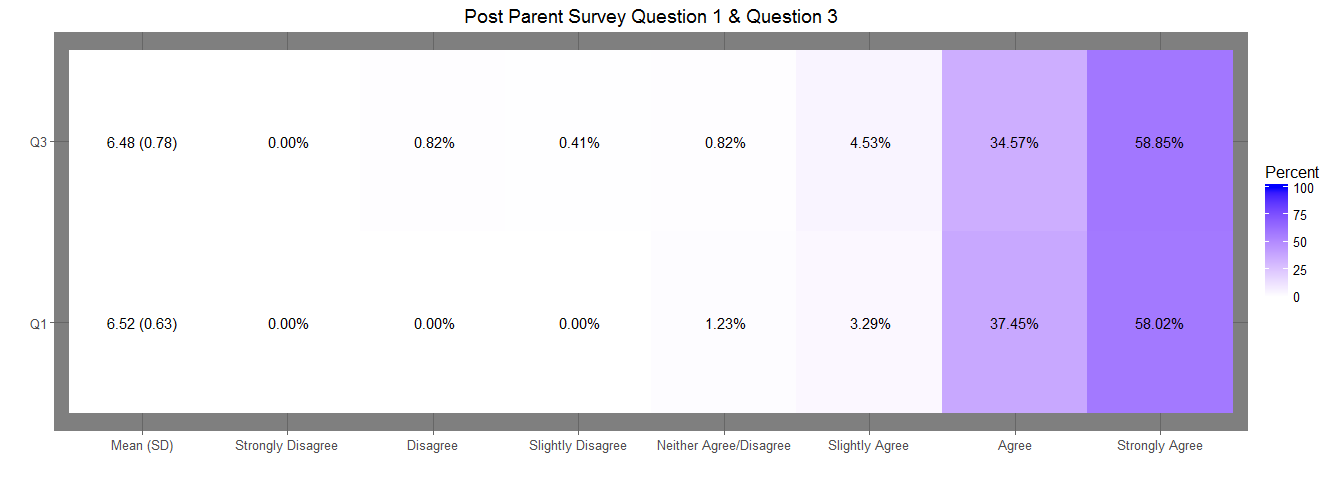 Post Parent Survey Question 1 & Question 3
Q3 6.48 (0.78) 0.00% 0.82% 0.41% 0.82% 4.53% 34.57% 58.85%
Q1 6.52 (0.63) 0.00% 0.00% 0.00% 1.23% 3.29% 37.45% 58.02%
Mean (SD) Strongly Disagree Disagree Slightly Disagree Neither Agree/Disagree Slightly Agree Agree Strongly Agree
Percent
100
75
50
25
0